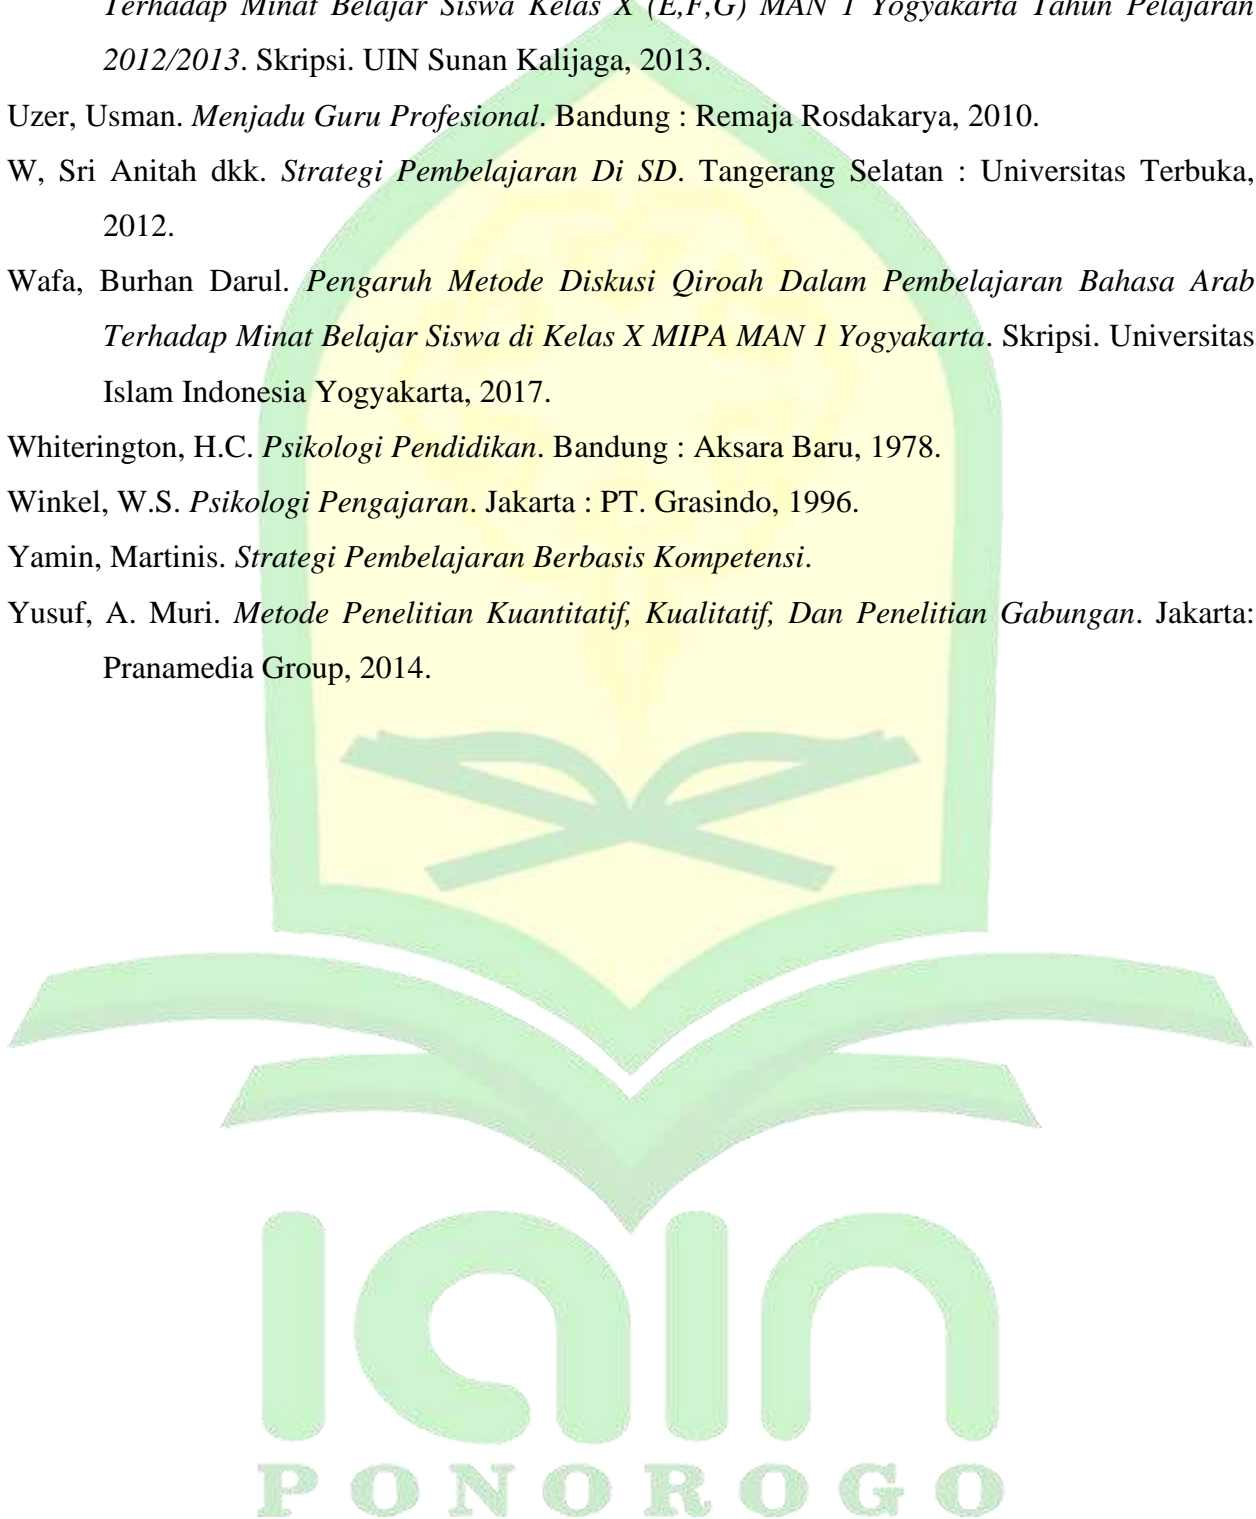 Terhadap Minat Belajar Siswa Kelas X (E,F,G) MAN 1 Yogyakarta Tahun Pelajaran
2012/2013. Skripsi. UIN Sunan Kalijaga, 2013.
Uzer, Usman. Menjadu Guru Profesional. Bandung : Remaja Rosdakarya, 2010.
W, Sri Anitah dkk. Strategi Pembelajaran Di SD. Tangerang Selatan : Universitas Terbuka,
2012.
Wafa, Burhan Darul. Pengaruh Metode Diskusi Qiroah Dalam Pembelajaran Bahasa Arab
Terhadap Minat Belajar Siswa di Kelas X MIPA MAN 1 Yogyakarta. Skripsi. Universitas
Islam Indonesia Yogyakarta, 2017.
Whiterington, H.C. Psikologi Pendidikan. Bandung : Aksara Baru, 1978.
Winkel, W.S. Psikologi Pengajaran. Jakarta : PT. Grasindo, 1996.
Yamin, Martinis. Strategi Pembelajaran Berbasis Kompetensi.
Yusuf, A. Muri. Metode Penelitian Kuantitatif, Kualitatif, Dan Penelitian Gabungan. Jakarta:
Pranamedia Group, 2014.
IAIN
PONOROGO